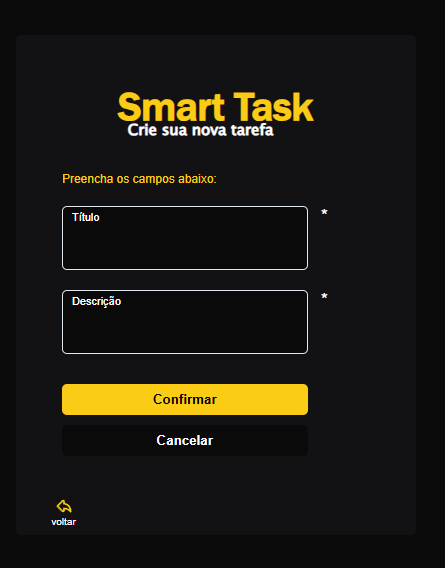 Smart Task
Crie sua nova tarefa
Preencha os campos abaixo:
Título *
Descrição *
Confirmar
Cancelar
voltar